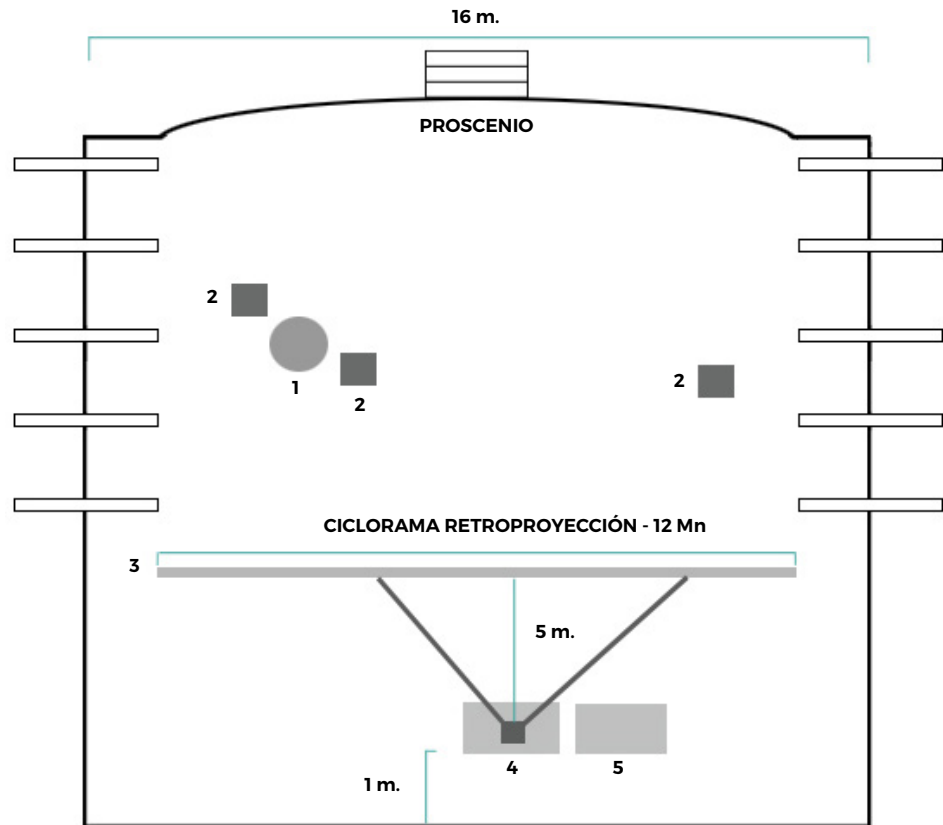 16 m.
PROSCENIO
2
1
2
2
CICLORAMA RETROPROYECCIÓN - 12 Mn
3
5 m.
4
5
1 m.